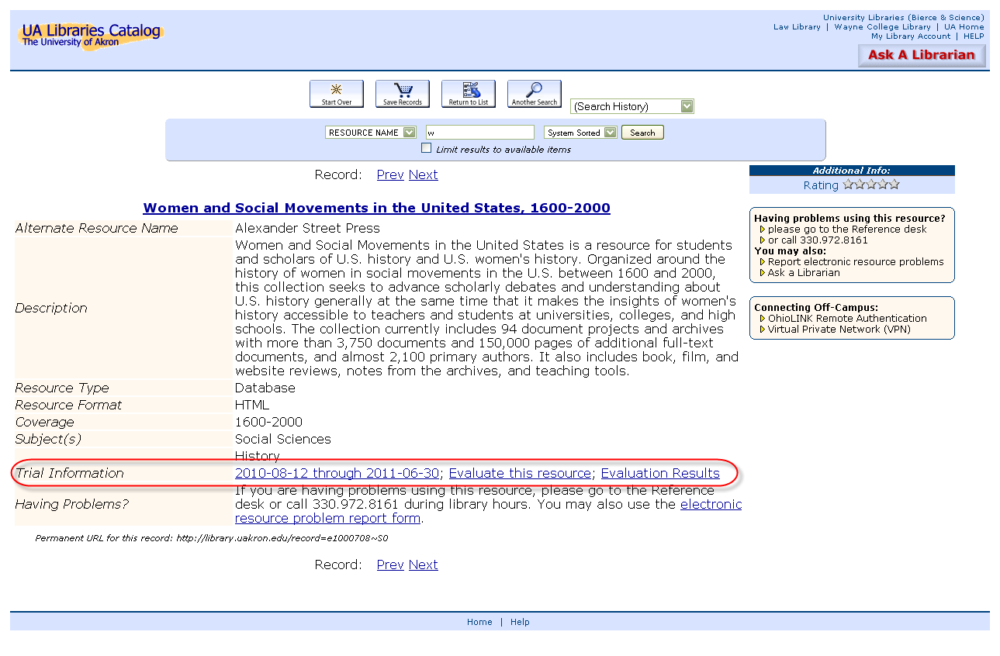 UA Libraries Catalog
The University of Akron
University Libraries (Bierce & Science)
Law Library | Wayne College Library | UA Home
My Library Account | HELP
Ask A Librarian
Start Over
Save Records
Return to List
Another Search
(Search History)
RESOURCE NAME
w
System Sorted
Search
Limit results to available items
Record: Prev Next
Women and Social Movements in the United States, 1600-2000
Alternate Resource Name Alexander Street Press
Description
Women and Social Movements in the United States is a resource for students
and scholars of U.S. history and U.S. women's history. Organized around the
history of women in social movements in the U.S. between 1600 and 2000,
this collection seeks to advance scholarly debates and understanding about
U.S. history generally at the same time that it makes the insights of women's
history accessible to teachers and students at universities, colleges, and high
schools. The collection currently includes 94 document projects and archives
with more than 3,750 documents and 150,000 pages of additional full-text
documents, and almost 2,100 primary authors. It also includes book, film, and
website reviews, notes from the archives, and teaching tools.
Resource Type Database
Resource Format HTML
Coverage 1600-2000
Subject(s) Social Sciences
History
Trial Information 2010-08-12 through 2011-06-30; Evaluate this resource; Evaluation Results
Having Problems?
If you are having problems using this resource, please go to the Reference
desk or call 330.972.8161 during library hours. You may also use the electronic
resource problem report form.
Permanent URL for this record: http://library.uakron.edu/record=e1000708~S0
Record: Prev Next
Additional Info:
Rating
Having problems using this resource?
please go to the Reference desk
or call 330.972.8161
You may also:
Report electronic resource problems
Ask a Librarian
Connecting Off-Campus:
OhioLINK Remote Authentication
Virtual Private Network (VPN)
Home | Help